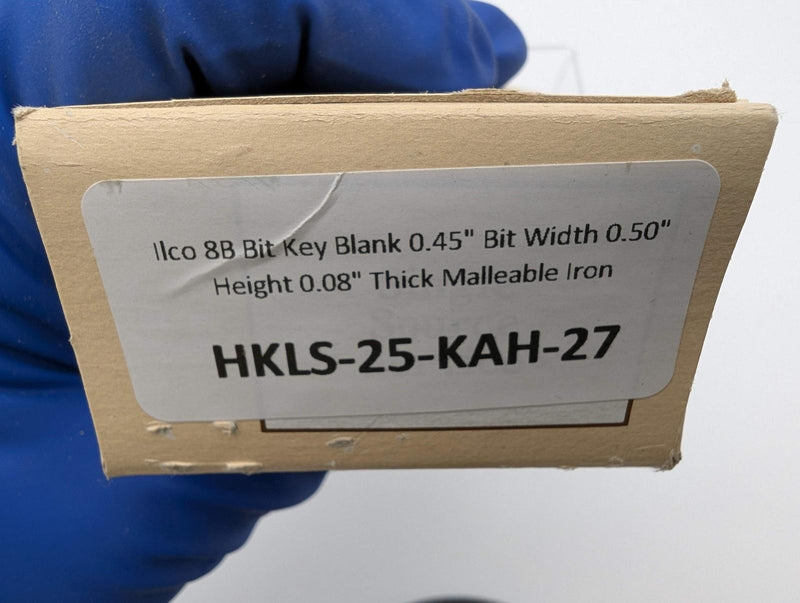 Ilco 8B Bit Key Blank 0.45" Bit Width 0.50"
Height 0.08" Thick Malleable Iron
HKLS-25-KAH-27